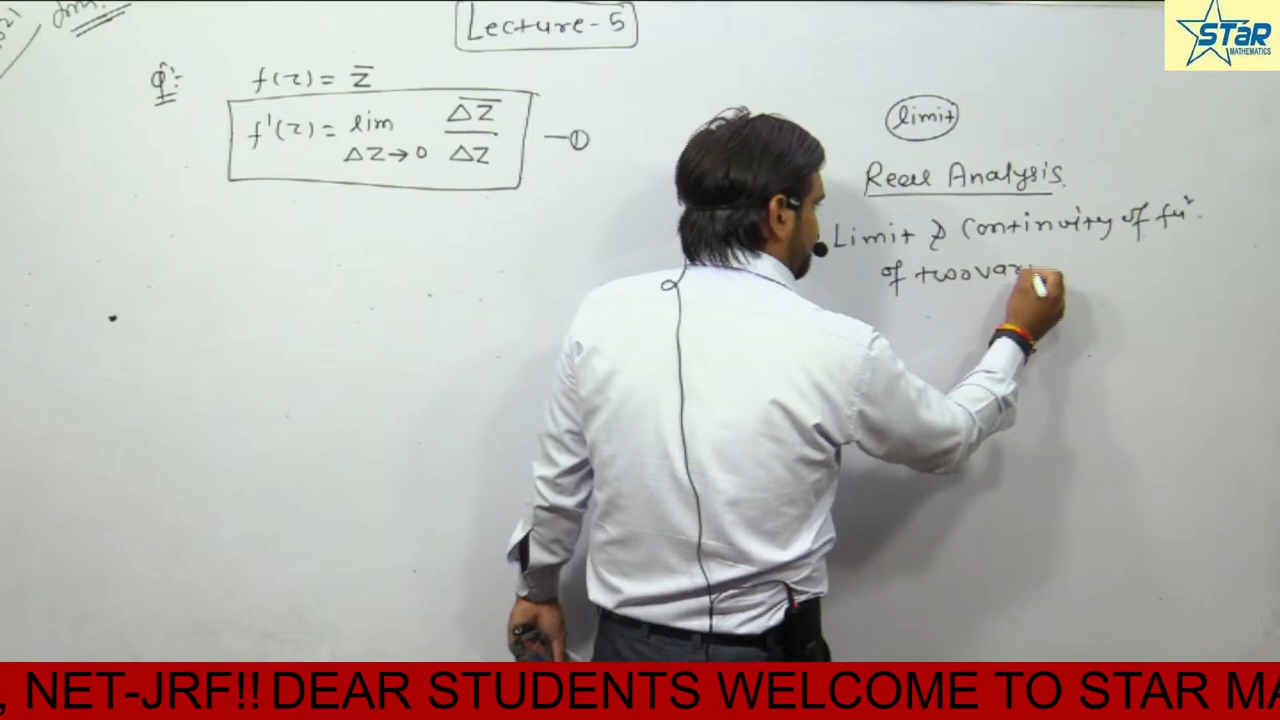 Lecture-5
Q:
f(z) = z̅
f'(z) = lim Δz̅
Δz→0 Δz
—①
limit
Real Analysis.
Limit & Continuity of fuⁿ.
of two var
STAR
MATHEMATICS
, NET-JRF!! DEAR STUDENTS WELCOME TO STAR MA